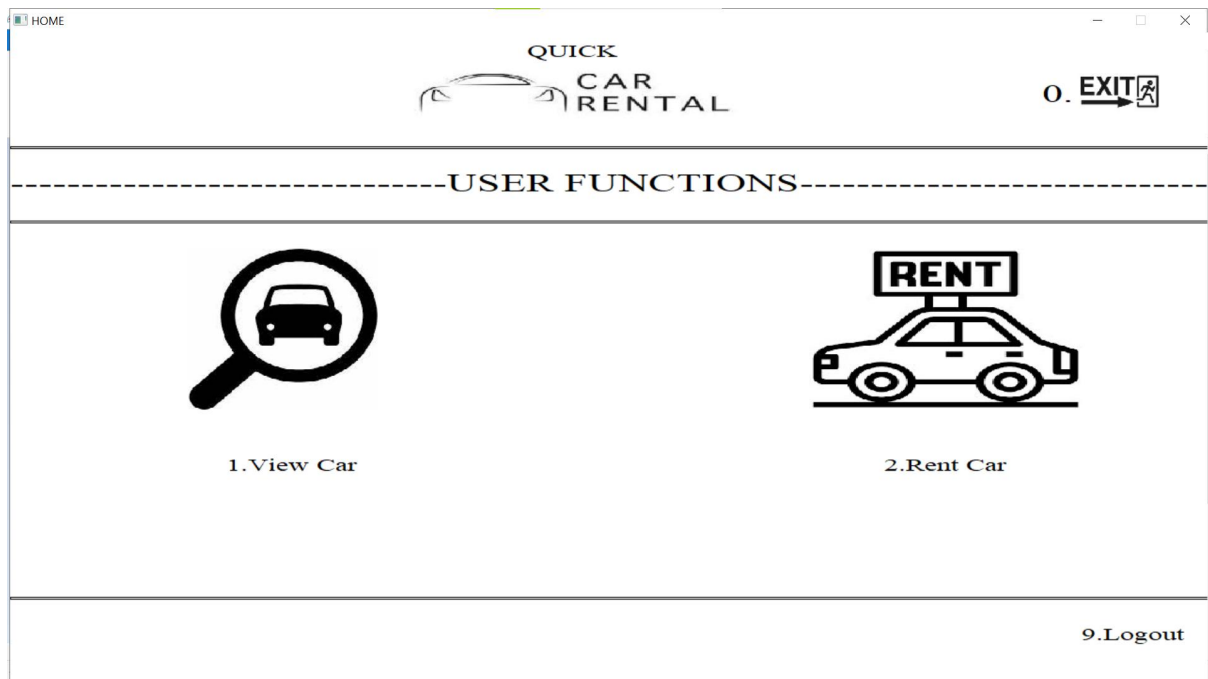 HOME
QUICK
CAR
RENTAL
0. EXIT
-------------------------------USER FUNCTIONS-----------------------------
RENT
1.View Car
2.Rent Car
9.Logout